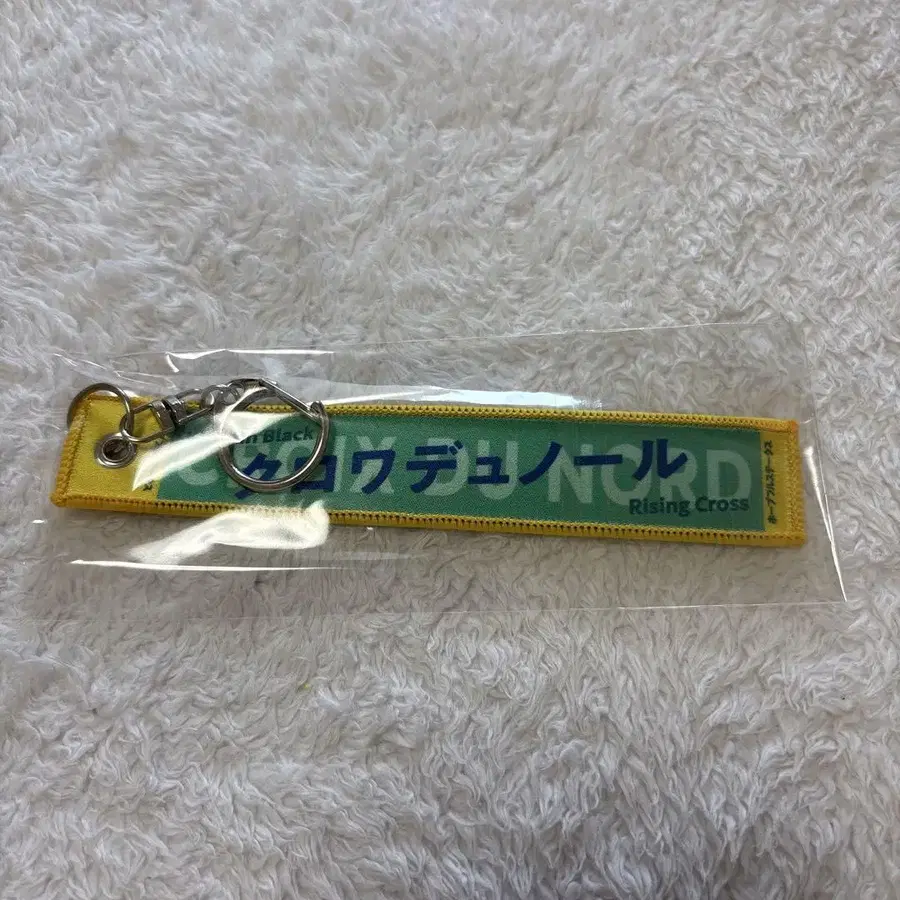 in Black
CROIX DU NORD
クロワデュノール
Rising Cross
ホープフルステークス